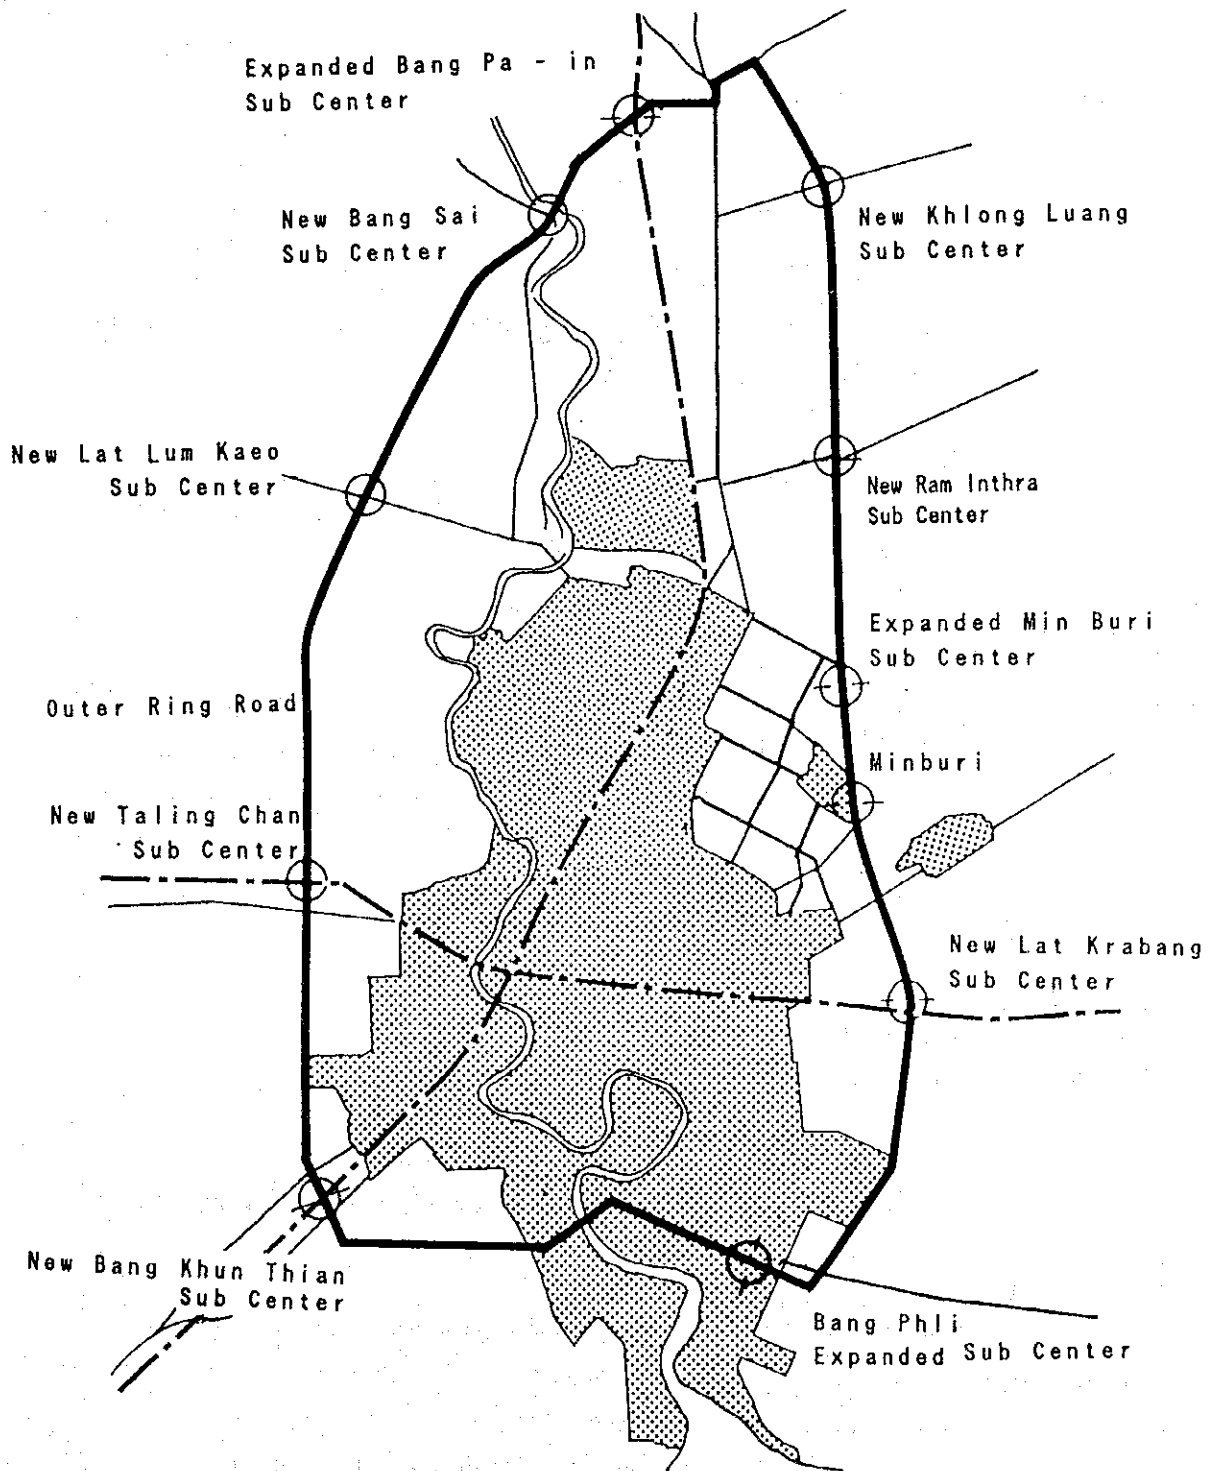 Expanded Bang Pa - in
Sub Center
New Bang Sai
Sub Center
New Khlong Luang
Sub Center
New Lat Lum Kaeo
Sub Center
New Ram Inthra
Sub Center
Expanded Min Buri
Sub Center
Outer Ring Road
Minburi
New Taling Chan
Sub Center
New Lat Krabang
Sub Center
New Bang Khun Thian
Sub Center
Bang Phli
Expanded Sub Center